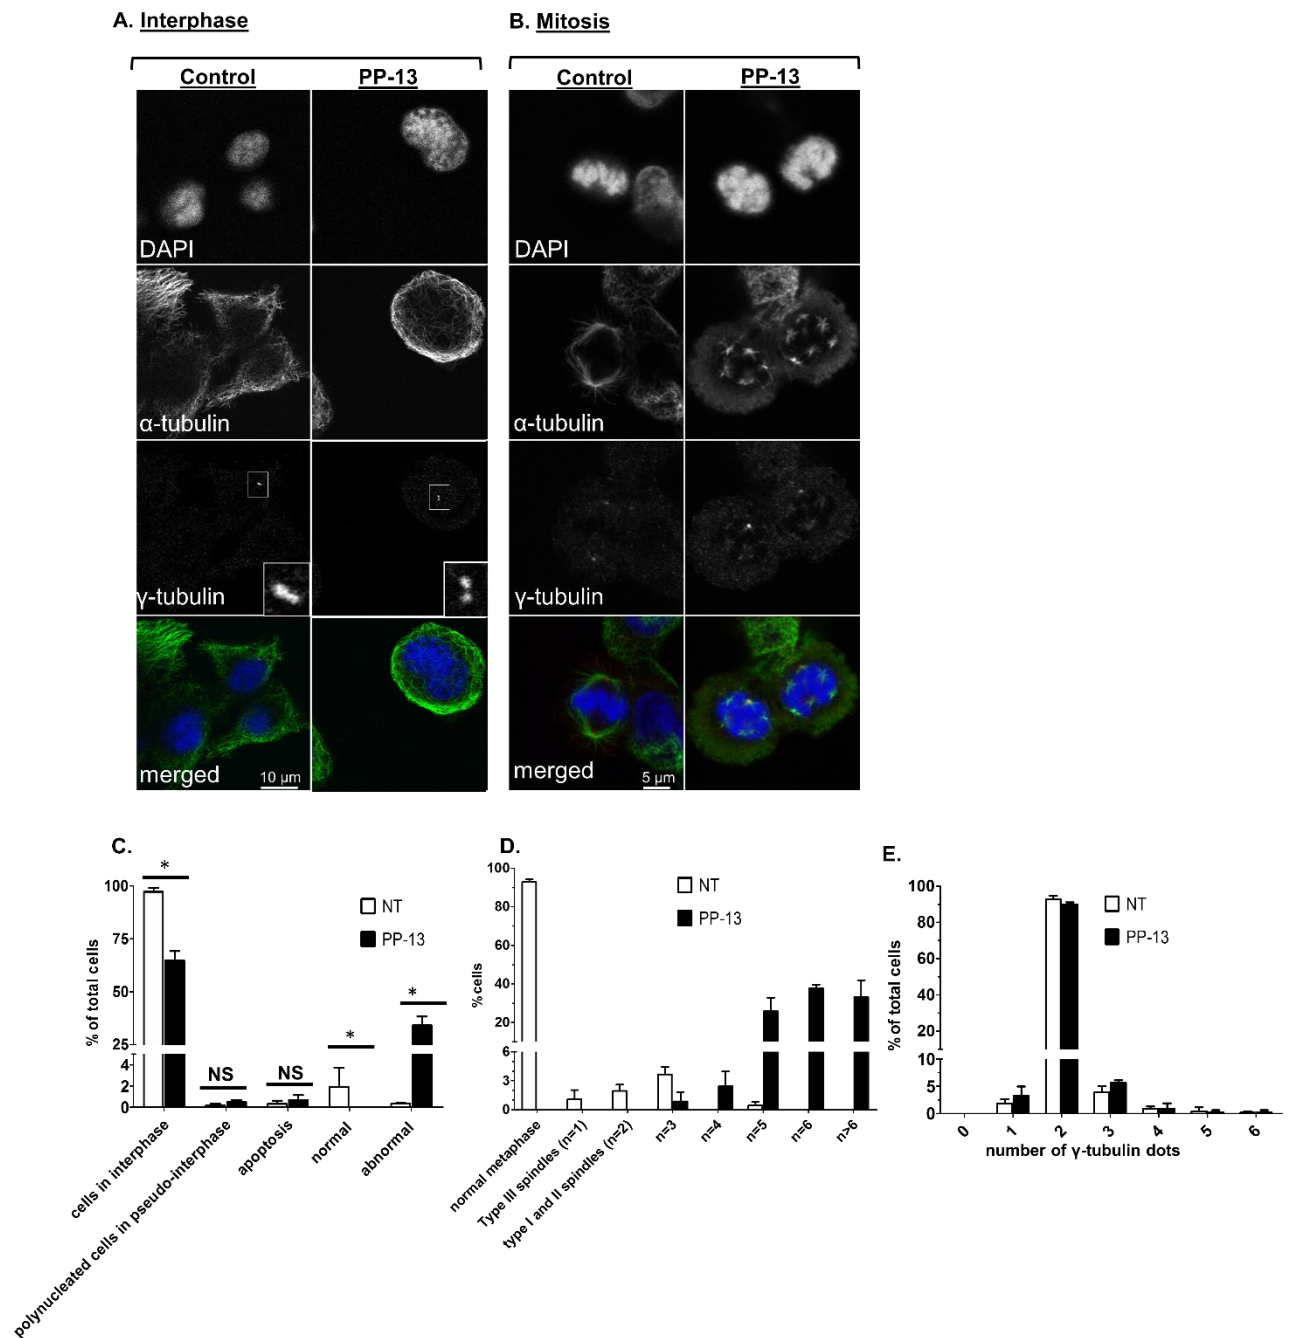 A. Interphase
Control
PP-13
DAPI
α-tubulin
γ-tubulin
merged
10 µm
B. Mitosis
Control
PP-13
DAPI
α-tubulin
γ-tubulin
merged
5 µm
C.
% of total cells
100
75
50
25
4
2
0
*
NS
NS
*
*
NT
PP-13
cells in interphase
polynucleated cells in pseudo-interphase
apoptosis
normal
abnormal
D.
% cells
100
80
60
40
20
6
3
0
NT
PP-13
normal metaphase
Type III spindles (n=1)
type I and II spindles (n=2)
n=3
n=4
n=5
n=6
n>6
E.
% of total cells
100
80
60
40
20
10
5
0
NT
PP-13
0
1
2
3
4
5
6
number of γ-tubulin dots